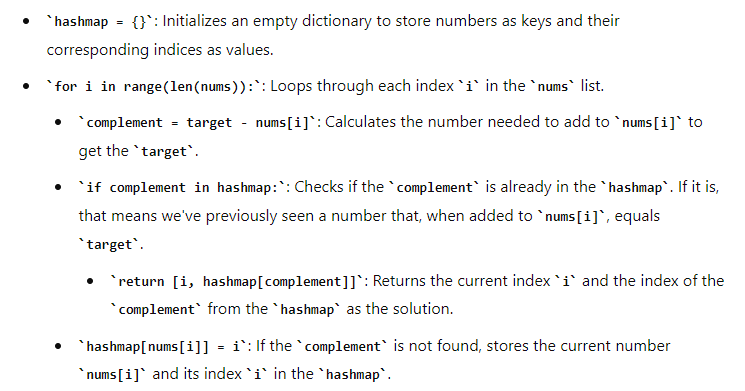 • `hashmap = {}`: Initializes an empty dictionary to store numbers as keys and their
corresponding indices as values.
• `for i in range(len(nums)):`: Loops through each index `i` in the `nums` list.
• `complement = target - nums[i]`: Calculates the number needed to add to `nums[i]` to
get the `target`.
• `if complement in hashmap:`: Checks if the `complement` is already in the `hashmap`. If it is,
that means we've previously seen a number that, when added to `nums[i]`, equals
`target`.
• `return [i, hashmap[complement]]`: Returns the current index `i` and the index of the
`complement` from the `hashmap` as the solution.
• `hashmap[nums[i]] = i`: If the `complement` is not found, stores the current number
`nums[i]` and its index `i` in the `hashmap`.